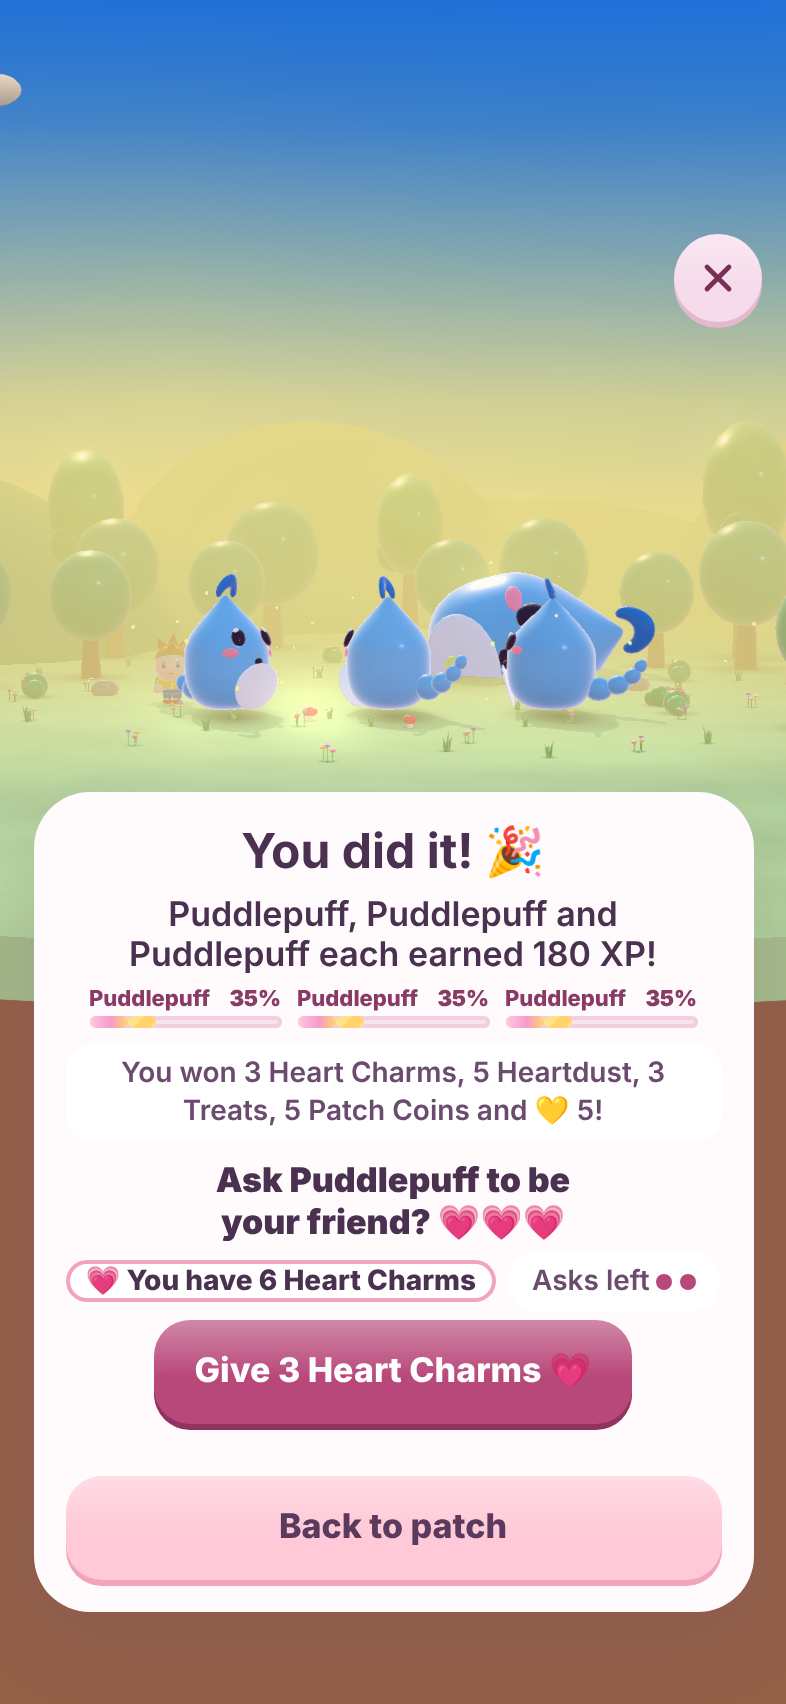 You did it! 🎉
Puddlepuff, Puddlepuff and
Puddlepuff each earned 180 XP!
Puddlepuff 35% Puddlepuff 35% Puddlepuff 35%
You won 3 Heart Charms, 5 Heartdust, 3
Treats, 5 Patch Coins and 💛 5!
Ask Puddlepuff to be
your friend? 💗💗💗
💗 You have 6 Heart Charms Asks left
Give 3 Heart Charms 💗
Back to patch